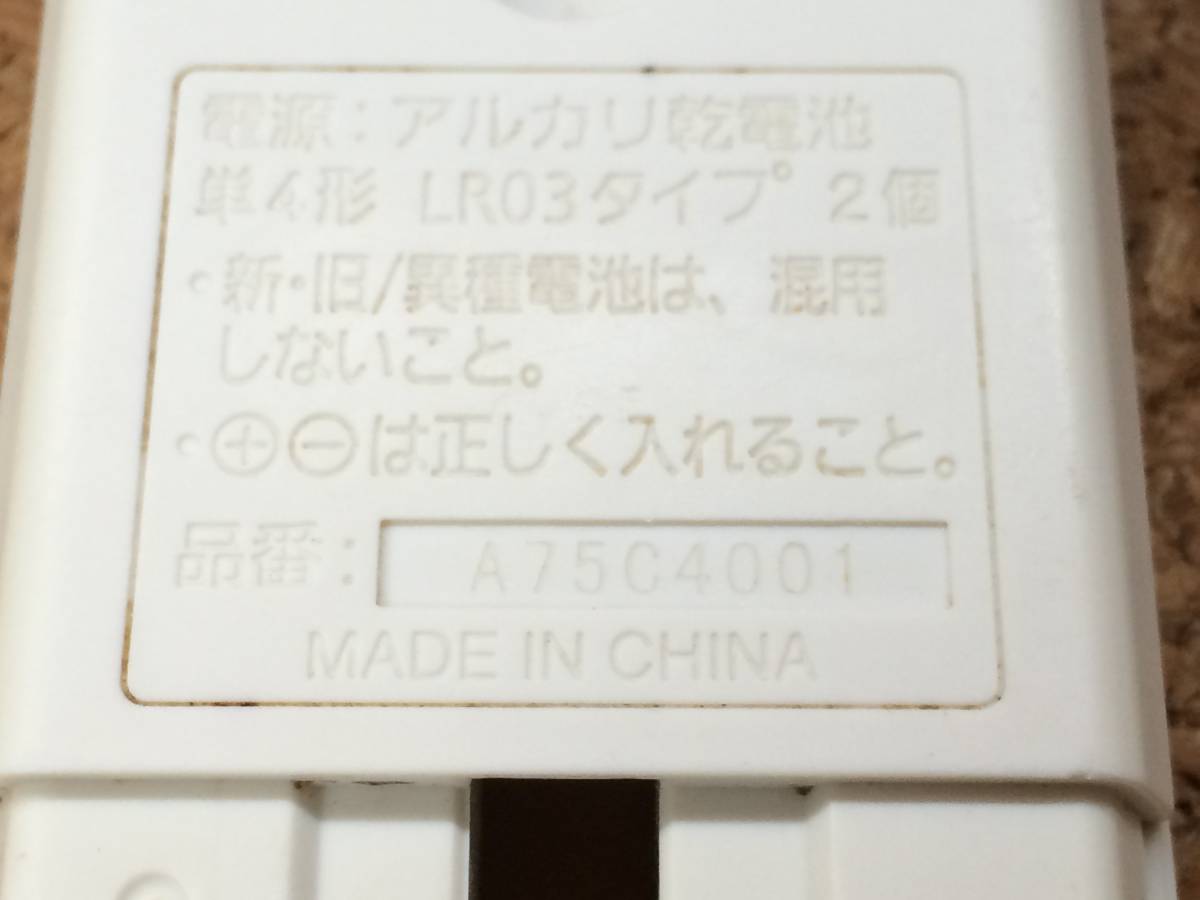 電源：アルカリ乾電池
単4形 LR03タイプ 2個
・新・旧/異種電池は、混用
しないこと。
・⊕⊖は正しく入れること。
品番： A75C4001
MADE IN CHINA